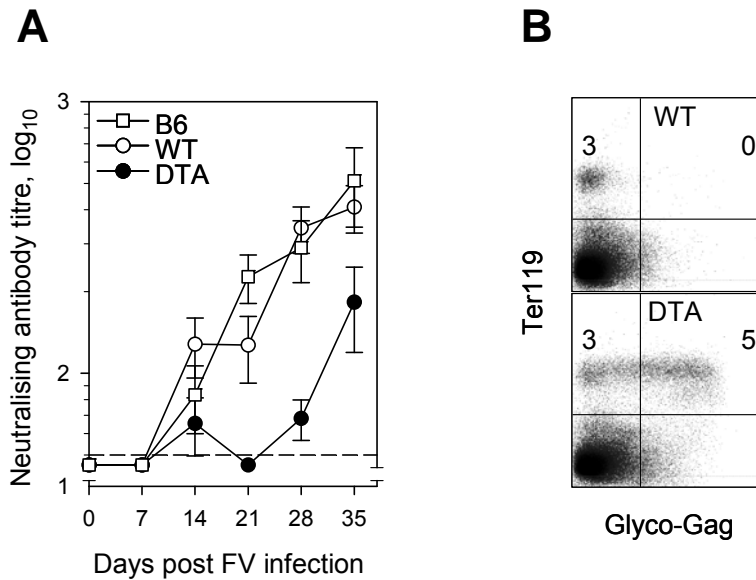 A
3
2
1
Neutralising antibody titre, log10
B6
WT
DTA
0 7 14 21 28 35
Days post FV infection
B
WT
3 0
DTA
3 5
Ter119
Glyco-Gag